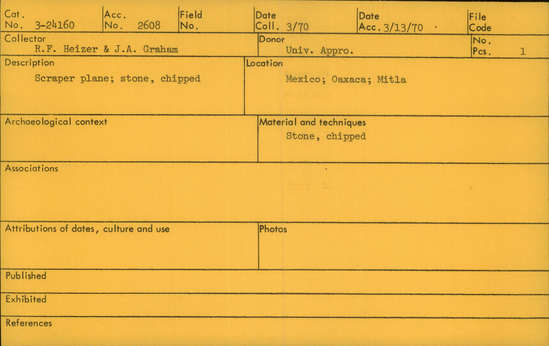 Cat. No. 3-24160 Acc. No. 2608 Field No. Date Coll. 3/70 Date Acc. 3/13/70 File Code
Collector R.F. Heizer & J.A. Graham Donor Univ. Appro. No. Pcs. 1
Description Location
Scraper plane; stone, chipped Mexico; Oaxaca; Mitla
Archaeological context Material and techniques
Stone, chipped
Associations
Attributions of dates, culture and use Photos
Published
Exhibited
References